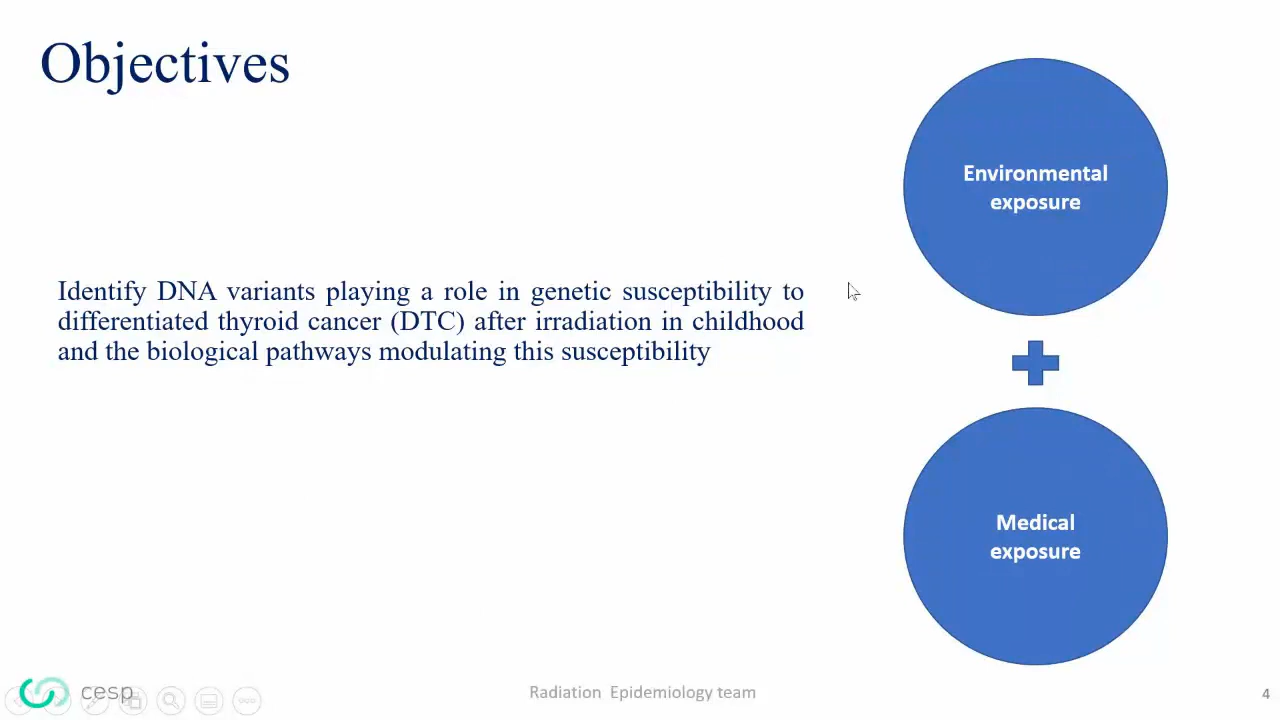 Objectives
Identify DNA variants playing a role in genetic susceptibility to
differentiated thyroid cancer (DTC) after irradiation in childhood
and the biological pathways modulating this susceptibility
Environmental
exposure
Medical
exposure
cesp
Radiation Epidemiology team
4